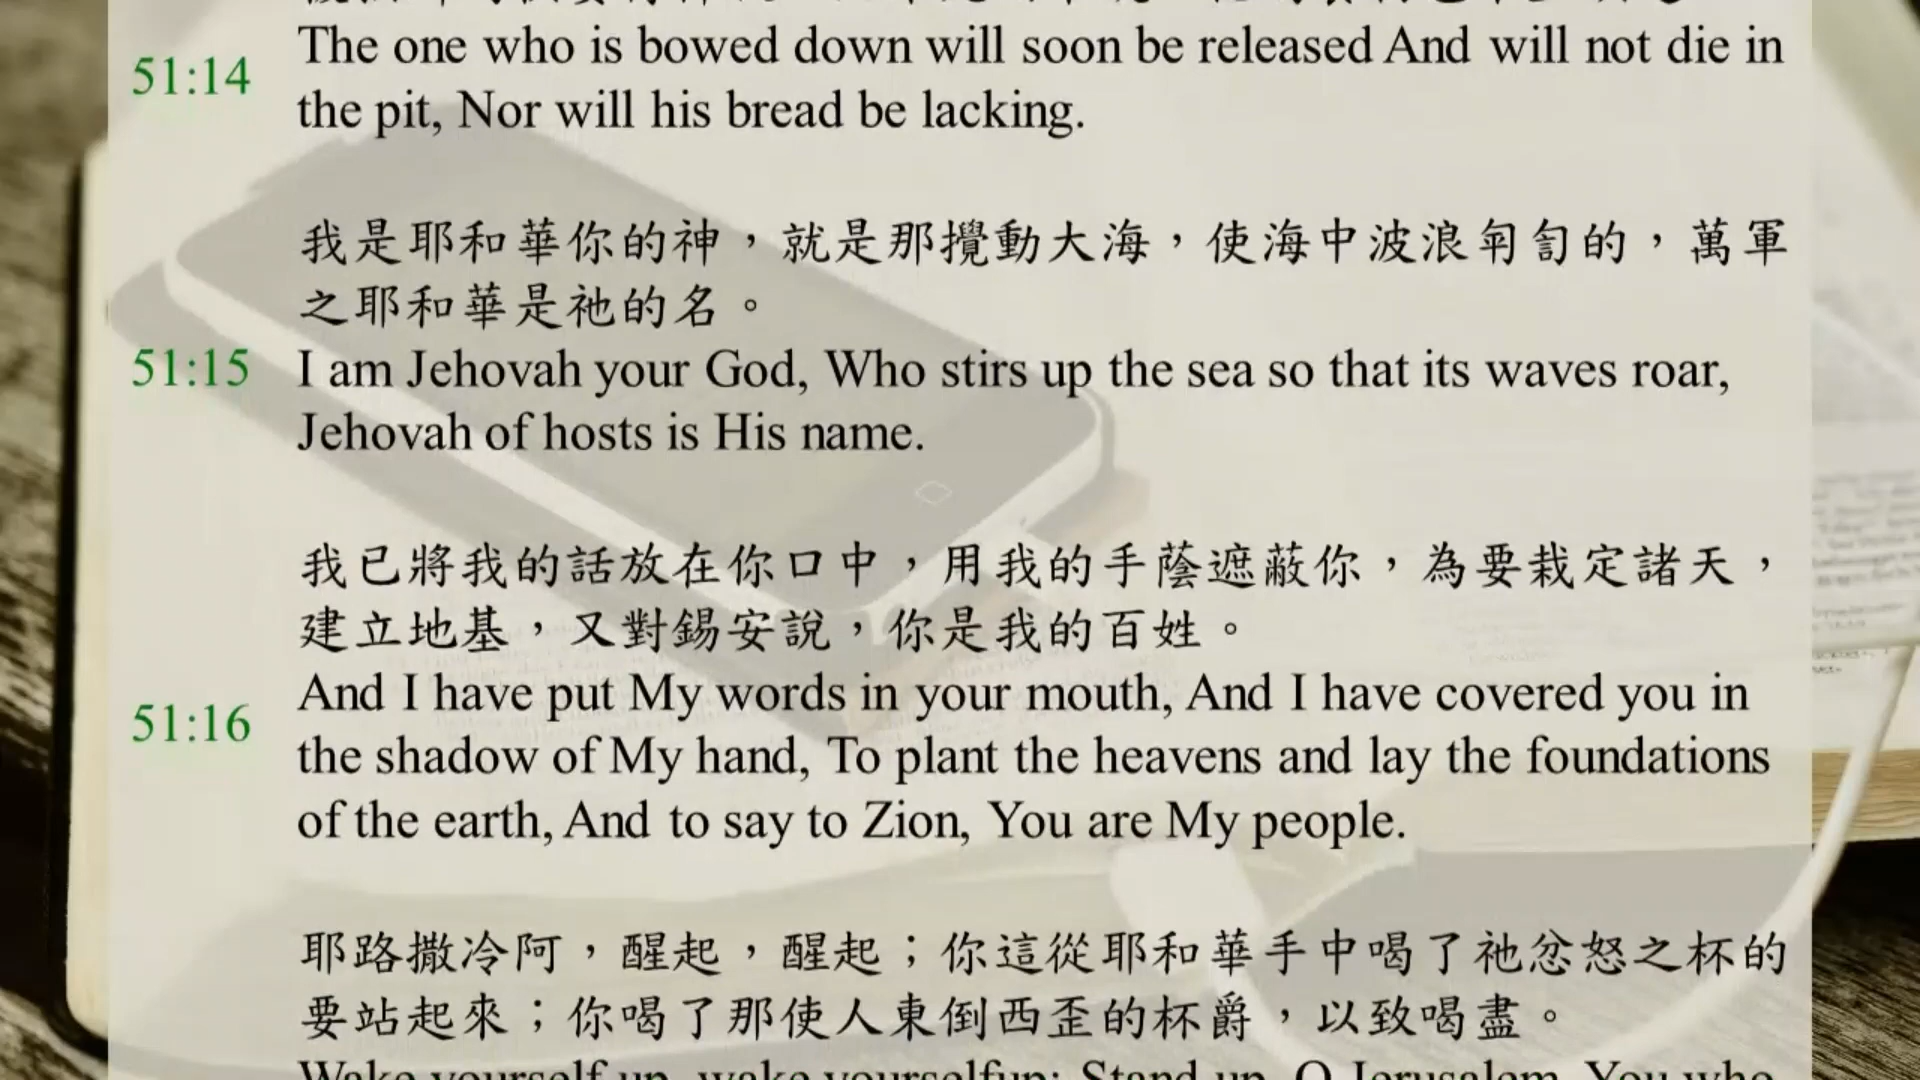 51:14
The one who is bowed down will soon be released And will not die in
the pit, Nor will his bread be lacking.
我是耶和華你的神，就是那攪動大海，使海中波浪匉訇的，萬軍
之耶和華是祂的名。
51:15
I am Jehovah your God, Who stirs up the sea so that its waves roar,
Jehovah of hosts is His name.
我已將我的話放在你口中，用我的手蔭遮蔽你，為要栽定諸天，
建立地基，又對錫安說，你是我的百姓。
51:16
And I have put My words in your mouth, And I have covered you in
the shadow of My hand, To plant the heavens and lay the foundations
of the earth, And to say to Zion, You are My people.
耶路撒冷阿，醒起，醒起；你這從耶和華手中喝了祂忿怒之杯的
要站起來；你喝了那使人東倒西歪的杯爵，以致喝盡。
Wake yourself up, wake yourselfup; Stand up, O Jerusalem, You who